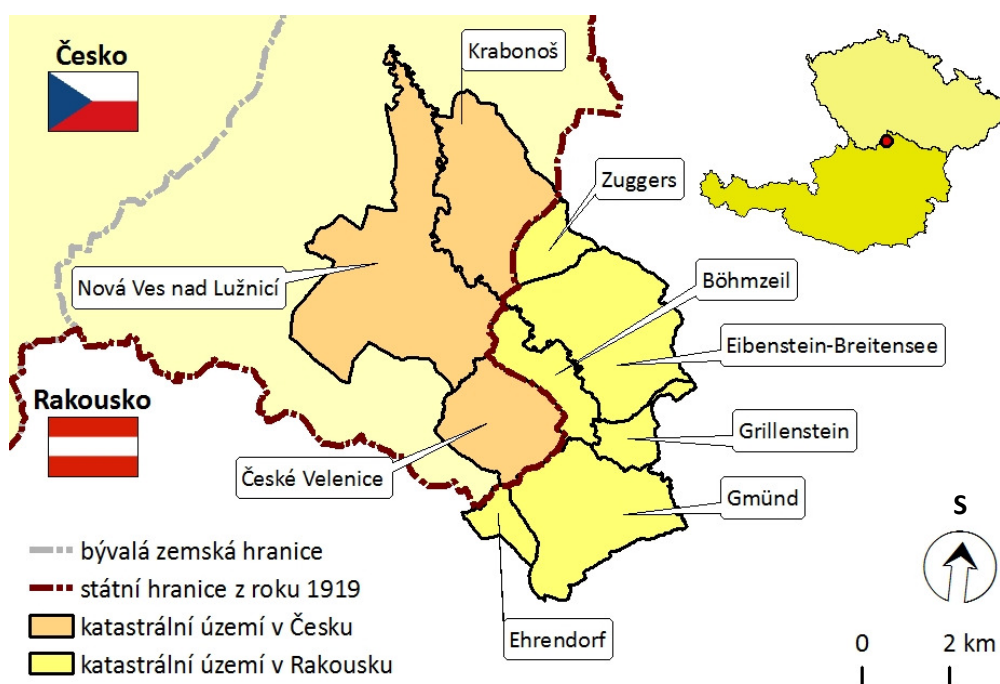 Česko
Krabonoš
Zuggers
Nová Ves nad Lužnicí
Böhmzeil
Eibenstein-Breitensee
Rakousko
Grillenstein
České Velenice
Gmünd
S
bývalá zemská hranice
státní hranice z roku 1919
katastrální území v Česku
Ehrendorf
katastrální území v Rakousku
0 2 km